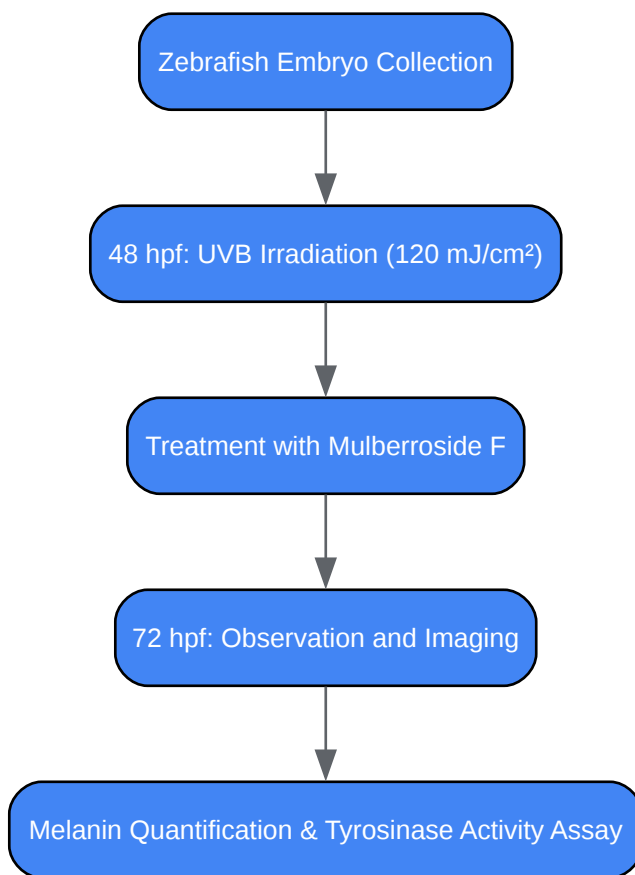 Zebrafish Embryo Collection
48 hpf: UVB Irradiation (120 mJ/cm²)
Treatment with Mulberroside F
72 hpf: Observation and Imaging
Melanin Quantification & Tyrosinase Activity Assay